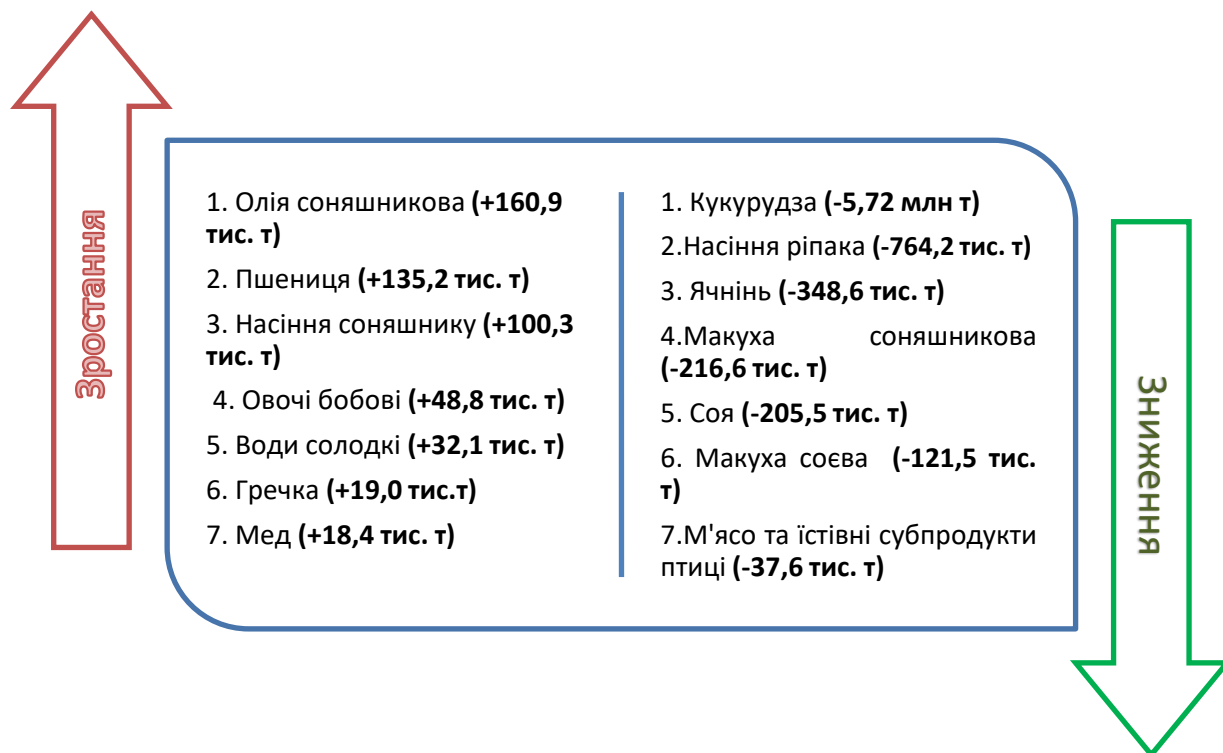 Зростання
1. Олія соняшникова (+160,9
тис. т)
2. Пшениця (+135,2 тис. т)
3. Насіння соняшнику (+100,3
тис. т)
4. Овочі бобові (+48,8 тис. т)
5. Води солодкі (+32,1 тис. т)
6. Гречка (+19,0 тис.т)
7. Мед (+18,4 тис. т)
1. Кукурудза (-5,72 млн т)
2.Насіння ріпака (-764,2 тис. т)
3. Ячнінь (-348,6 тис. т)
4.Макуха соняшникова
(-216,6 тис. т)
5. Соя (-205,5 тис. т)
6. Макуха соєва (-121,5 тис.
т)
7.М'ясо та їстівні субпродукти
птиці (-37,6 тис. т)
Зниження